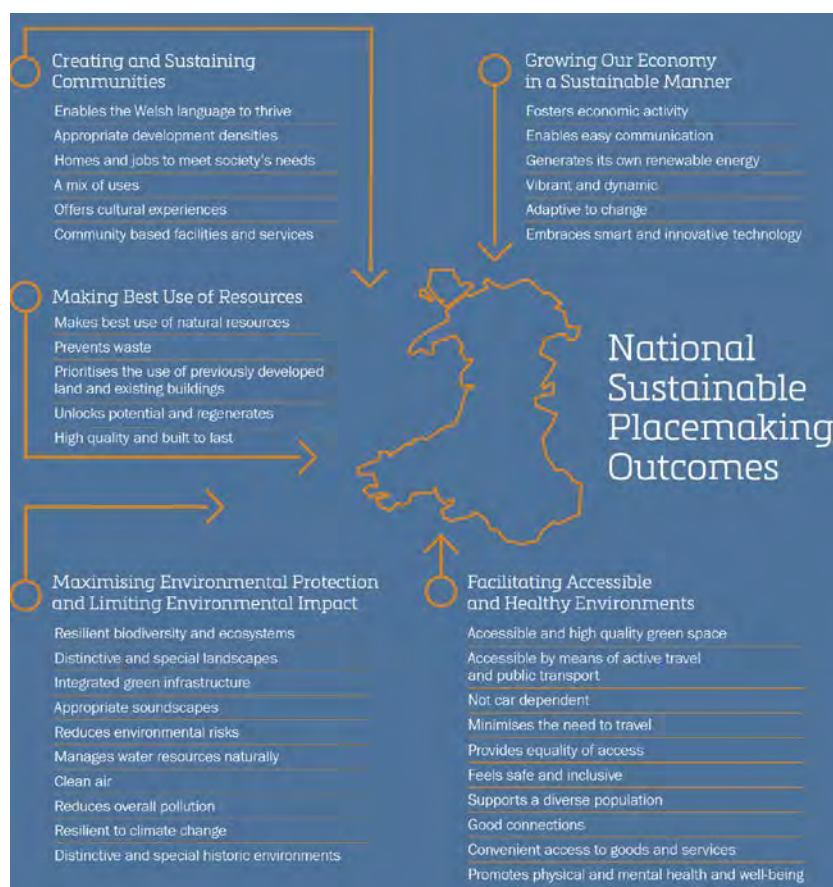 Creating and Sustaining
Communities
Enables the Welsh language to thrive
Appropriate development densities
Homes and jobs to meet society's needs
A mix of uses
Offers cultural experiences
Community based facilities and services
Growing Our Economy
in a Sustainable Manner
Fosters economic activity
Enables easy communication
Generates its own renewable energy
Vibrant and dynamic
Adaptive to change
Embraces smart and innovative technology
Making Best Use of Resources
Makes best use of natural resources
Prevents waste
Prioritises the use of previously developed
land and existing buildings
Unlocks potential and regenerates
High quality and built to last
National
Sustainable
Placemaking
Outcomes
Maximising Environmental Protection
and Limiting Environmental Impact
Resilient biodiversity and ecosystems
Distinctive and special landscapes
Integrated green infrastructure
Appropriate soundscapes
Reduces environmental risks
Manages water resources naturally
Clean air
Reduces overall pollution
Resilient to climate change
Distinctive and special historic environments
Facilitating Accessible
and Healthy Environments
Accessible and high quality green space
Accessible by means of active travel
and public transport
Not car dependent
Minimises the need to travel
Provides equality of access
Feels safe and inclusive
Supports a diverse population
Good connections
Convenient access to goods and services
Promotes physical and mental health and well-being